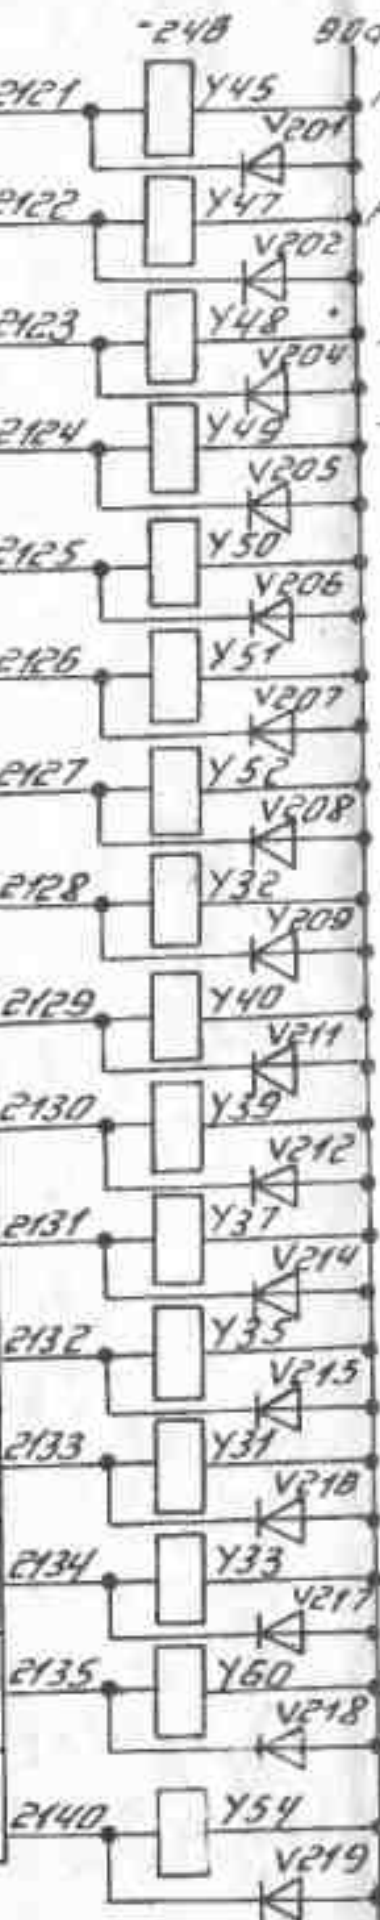 -24В
2121 Y45
V201
2122 Y47
V202
2123 Y48
V204
2124 Y49
V205
2125 Y50
V206
2126 Y51
V207
2127 Y52
V208
2128 Y32
Y209
2129 Y40
V211
2130 Y39
V212
2131 Y37
V214
2132 Y35
V215
2133 Y31
V216
2134 Y33
V217
2135 Y60
V218
2140 Y54
V219